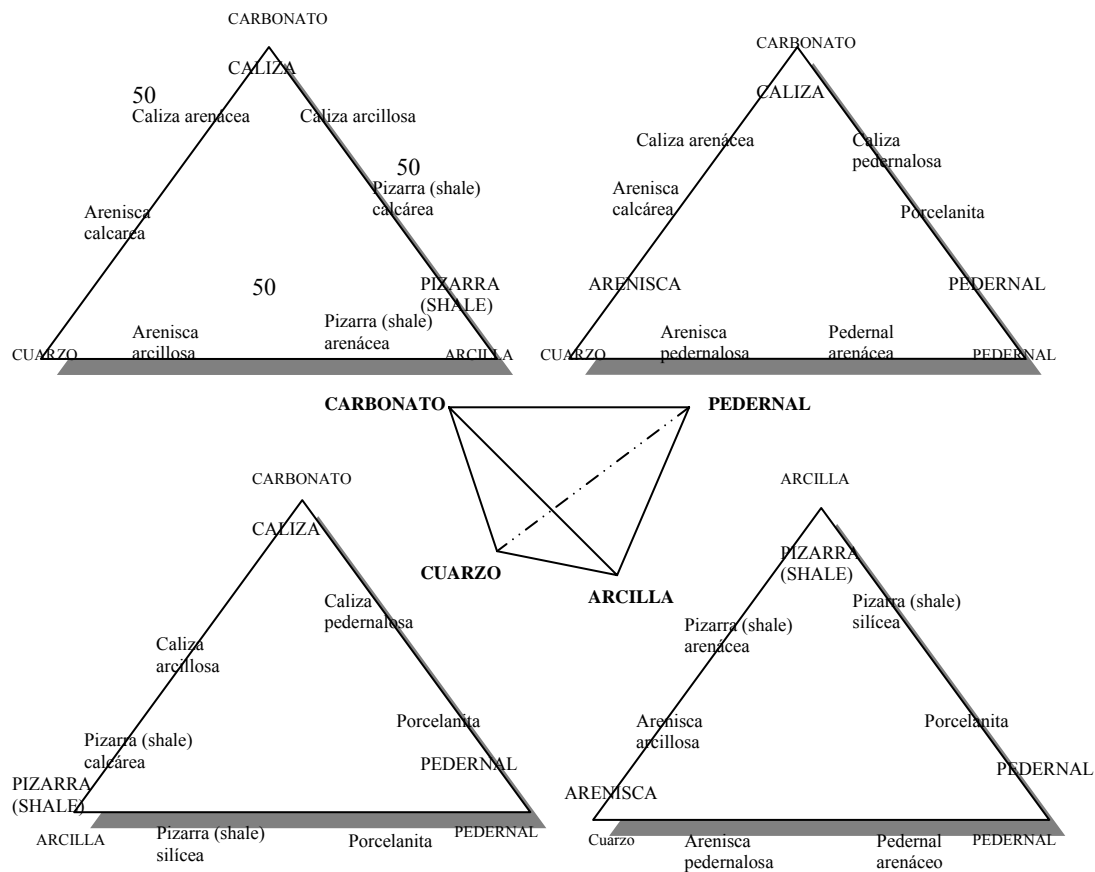 CARBONATO
CALIZA
50
Caliza arenácea
Caliza arcillosa
50
Pizarra (shale)
calcárea
Arenisca
calcarea
50
PIZARRA
(SHALE)
Arenisca
arcillosa
Pizarra (shale)
arenácea
CUARZO
ARCILLA
CARBONATO
CALIZA
Caliza arenácea
Caliza
pedernalosa
Arenisca
calcárea
Porcelanita
ARENISCA
PEDERNAL
Arenisca
pedernalosa
Pedernal
arenácea
CUARZO
PEDERNAL
CARBONATO
PEDERNAL
CUARZO
ARCILLA
CARBONATO
CALIZA
Caliza
pedernalosa
Caliza
arcillosa
Porcelanita
Pizarra (shale)
calcárea
PEDERNAL
PIZARRA
(SHALE)
ARCILLA
Pizarra (shale)
silícea
Porcelanita
PEDERNAL
ARCILLA
PIZARRA
(SHALE)
Pizarra (shale)
silícea
Pizarra (shale)
arenácea
Arenisca
arcillosa
Porcelanita
PEDERNAL
ARENISCA
Cuarzo
Arenisca
pedernalosa
Pedernal
arenáceo
PEDERNAL